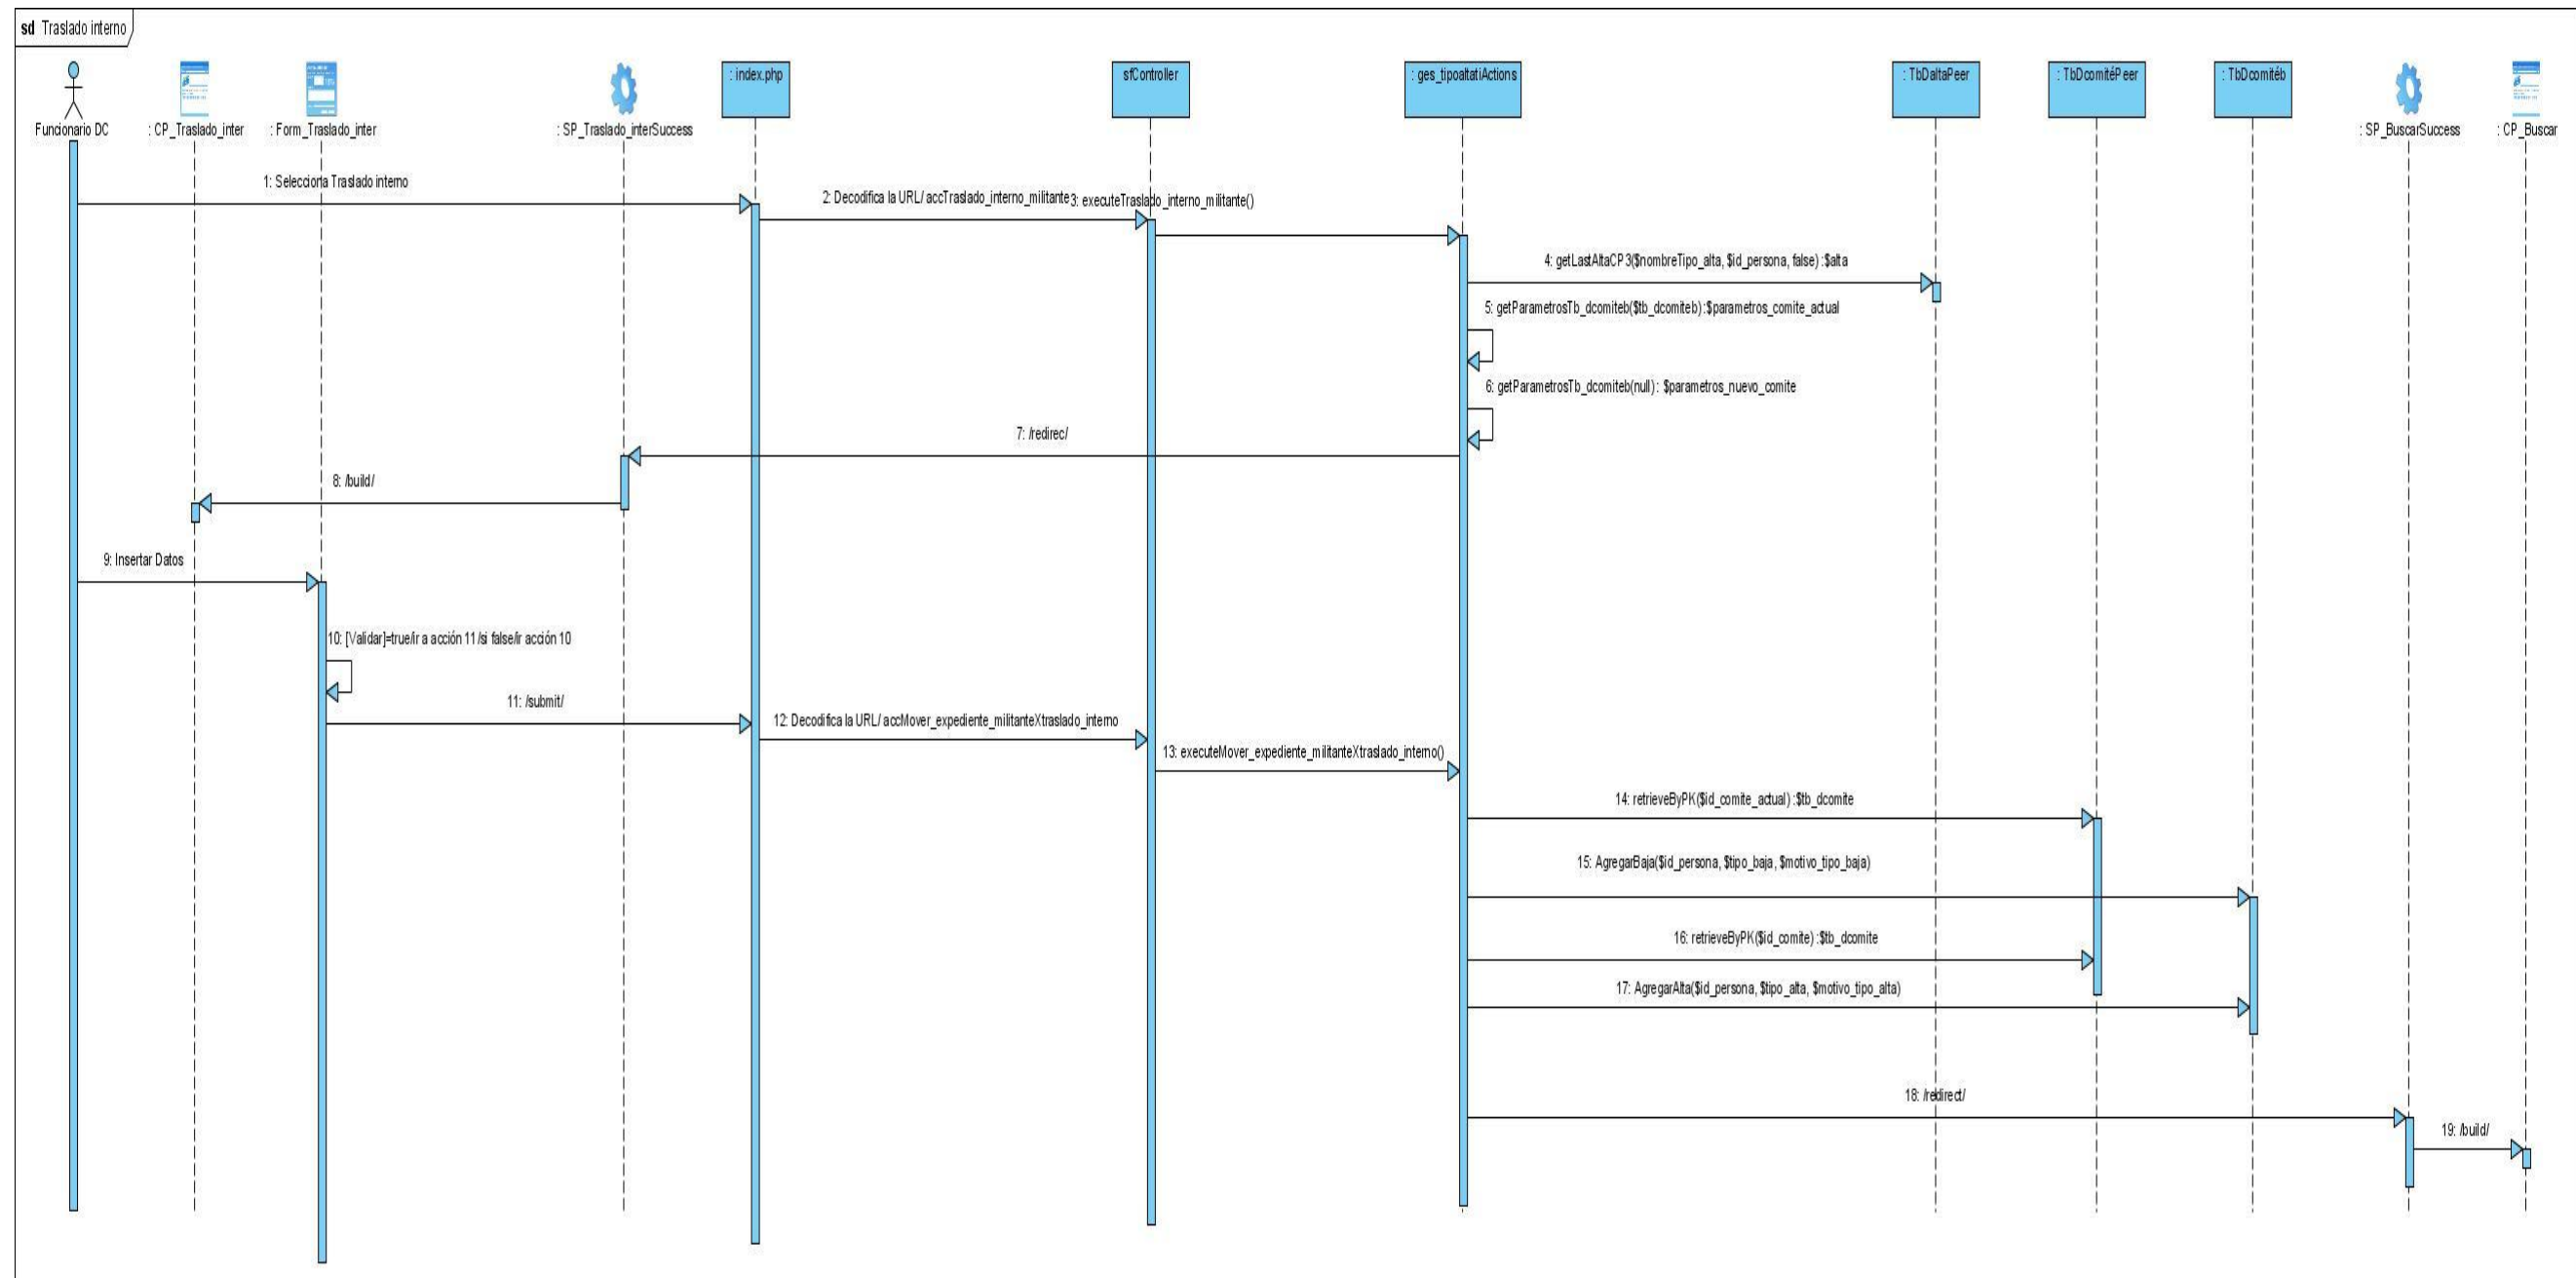 sd Traslado interno
Funcionario DC
: CP_Traslado_inter
: Form_Traslado_inter
: SP_Traslado_interSuccess
: index.php
sfController
: ges_tipoaltatiActions
: TbDaltaPeer
: TbDcomitéPeer
: TbDcomitéb
: SP_BuscarSuccess
: CP_Buscar
1: Selecciona Traslado interno
2: Decodifica la URL/ accTraslado_interno_militante
3: executeTraslado_interno_militante()
4: getLastAltaCP3($nombreTipo_alta, $id_persona, false) :$alta
5: getParametrosTb_dcomiteb($tb_dcomiteb) :$parametros_comite_actual
6: getParametrosTb_dcomiteb(null) : $parametros_nuevo_comite
7: /redirec/
8: /build/
9: Insertar Datos
10: [Validar]=true/ir a acción 11 /si false/ir acción 10
11: /submit/
12: Decodifica la URL/ accMover_expediente_militanteXtraslado_interno
13: executeMover_expediente_militanteXtraslado_interno()
14: retrieveByPK($id_comite_actual) :$tb_dcomite
15: AgregarBaja($id_persona, $tipo_baja, $motivo_tipo_baja)
16: retrieveByPK($id_comite) :$tb_dcomite
17: AgregarAlta($id_persona, $tipo_alta, $motivo_tipo_alta)
18: /redirect/
19: /build/